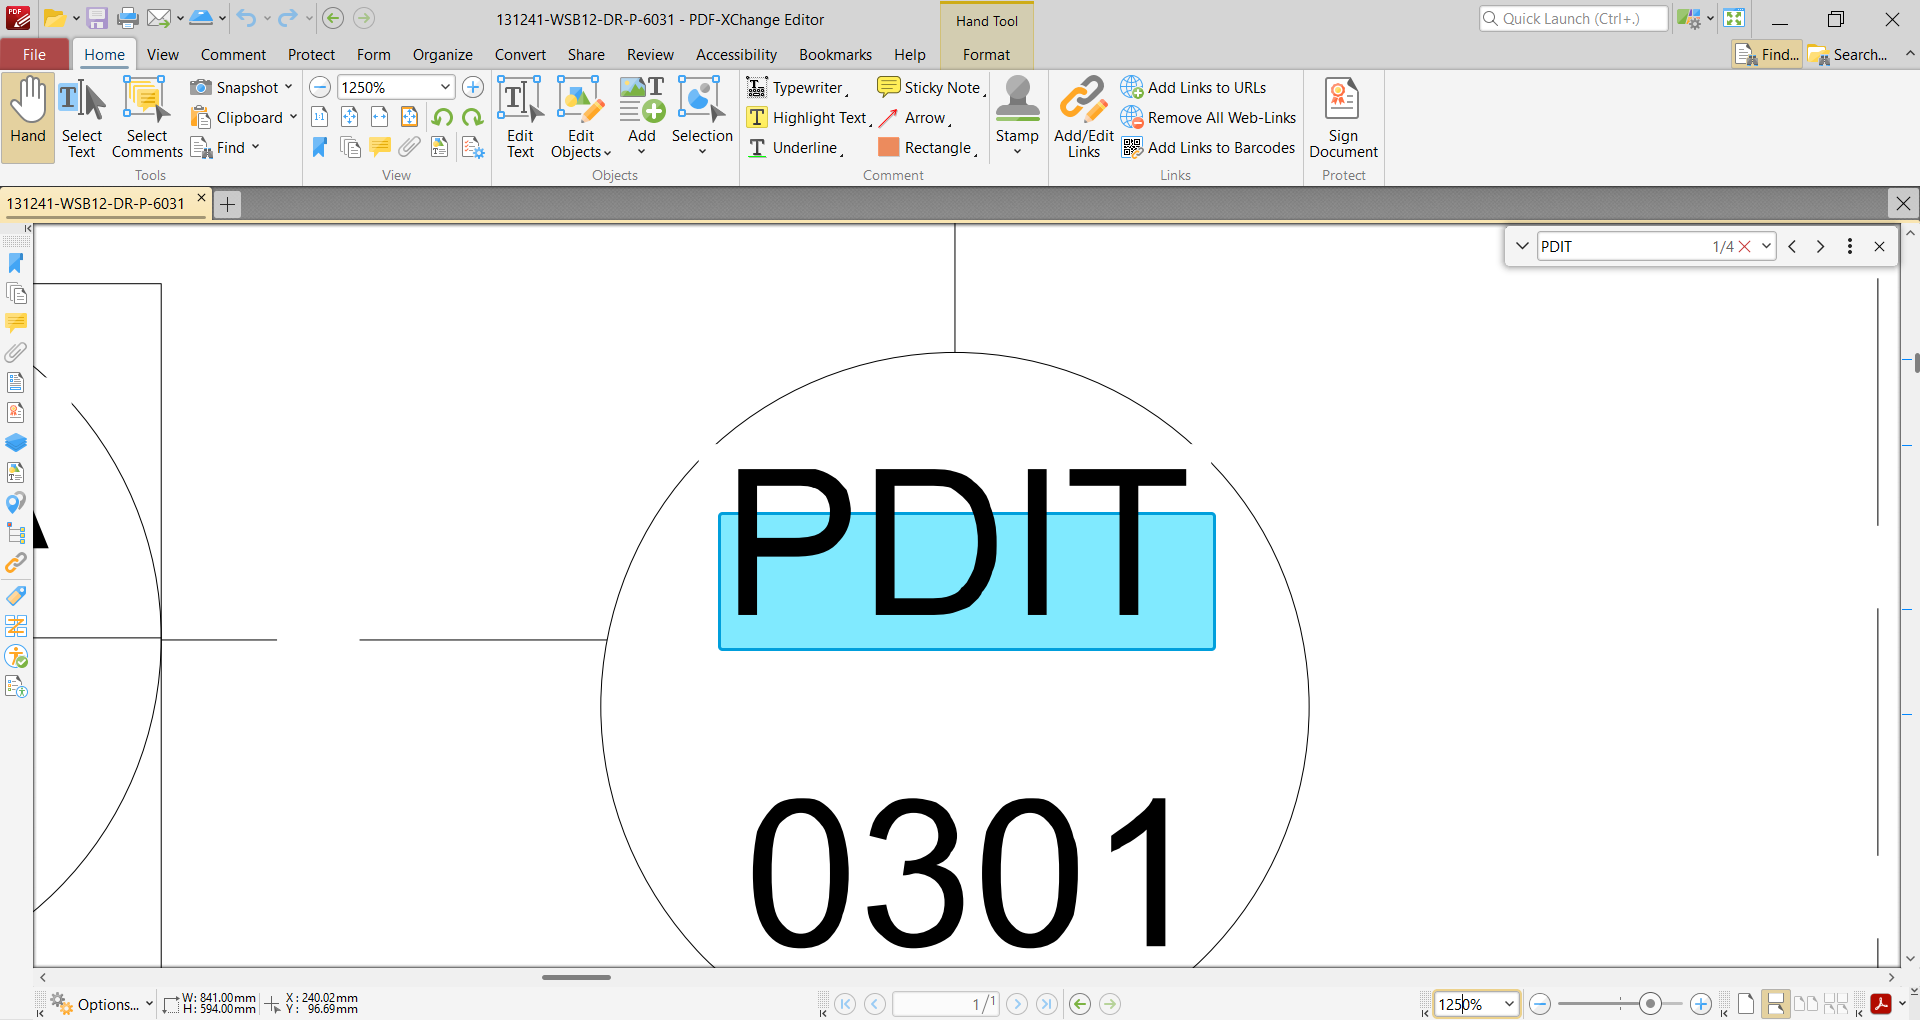 131241-WSB12-DR-P-6031 - PDF-XChange Editor
Hand Tool
Quick Launch (Ctrl+.)
File Home View Comment Protect Form Organize Convert Share Review Accessibility Bookmarks Help Format
Find... Search...
Hand
Select Text
Select Comments
Snapshot
Clipboard
Find
Tools
1250%
View
Edit Text
Edit Objects
Add
Selection
Objects
Typewriter
Highlight Text
Underline
Sticky Note
Arrow
Rectangle
Stamp
Comment
Add/Edit Links
Add Links to URLs
Remove All Web-Links
Add Links to Barcodes
Links
Sign Document
Protect
131241-WSB12-DR-P-6031
PDIT 1/4
PDIT
0301
Options...
W: 841.00mm
H: 594.00mm
X: 240.02mm
Y: 96.69mm
1/1
1250%